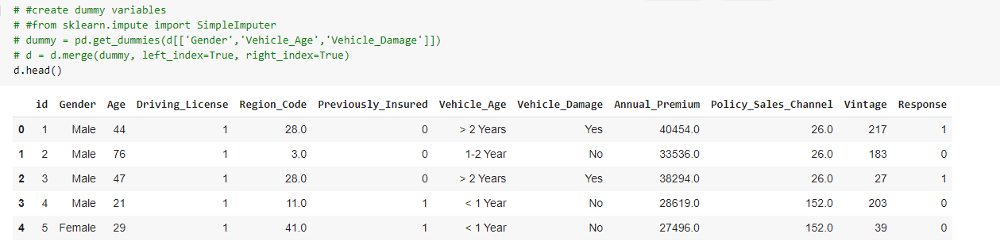 # #create dummy variables
# #from sklearn.impute import SimpleImputer
# dummy = pd.get_dummies(d[['Gender','Vehicle_Age','Vehicle_Damage']])
# d = d.merge(dummy, left_index=True, right_index=True)
d.head()
id Gender Age Driving_License Region_Code Previously_Insured Vehicle_Age Vehicle_Damage Annual_Premium Policy_Sales_Channel Vintage Response
0 1 Male 44 1 28.0 0 > 2 Years Yes 40454.0 26.0 217 1
1 2 Male 76 1 3.0 0 1-2 Year No 33536.0 26.0 183 0
2 3 Male 47 1 28.0 0 > 2 Years Yes 38294.0 26.0 27 1
3 4 Male 21 1 11.0 1 < 1 Year No 28619.0 152.0 203 0
4 5 Female 29 1 41.0 1 < 1 Year No 27496.0 152.0 39 0